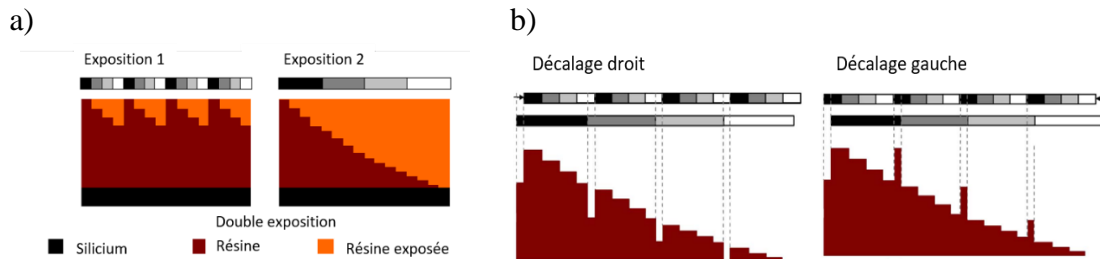 a)
Exposition 1
Exposition 2
Double exposition
Silicium
Résine
Résine exposée
b)
Décalage droit
Décalage gauche